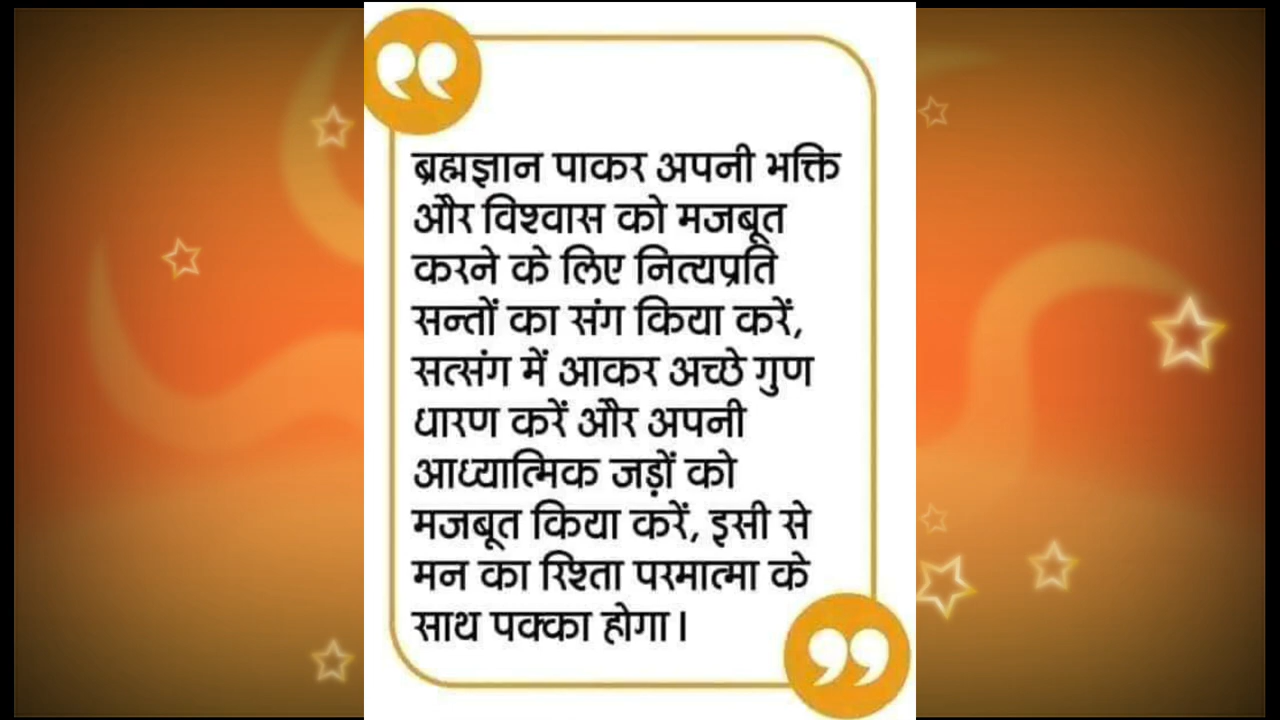 ब्रह्मज्ञान पाकर अपनी भक्ति
और विश्वास को मजबूत
करने के लिए नित्यप्रति
सन्तों का संग किया करें,
सत्संग में आकर अच्छे गुण
धारण करें और अपनी
आध्यात्मिक जड़ों को
मजबूत किया करें, इसी से
मन का रिश्ता परमात्मा के
साथ पक्का होगा।